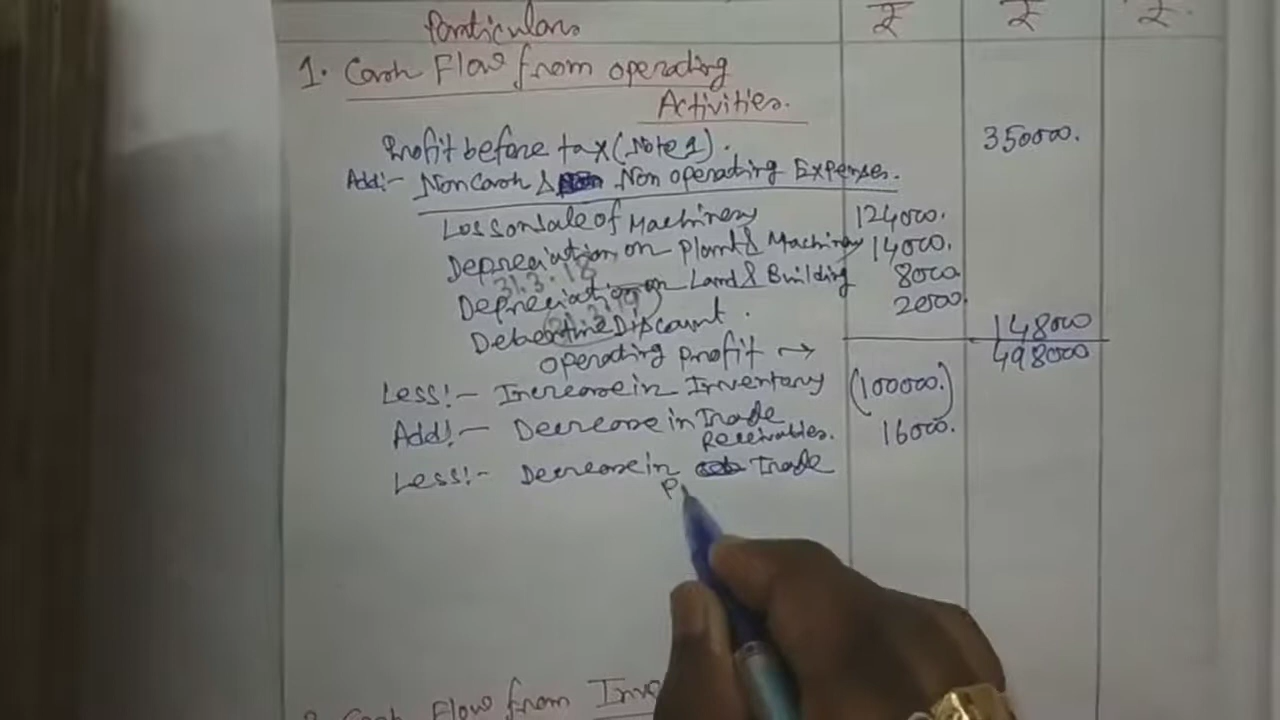 Particulars ₹ ₹ ₹
1. Cash Flow from operating
Activities.
Profit before tax (Note 1). 350000.
Add:- Non Cash & Non operating Expenses.
Loss on sale of Machinery 124000.
Depreciation on Plant & Machinery 14000.
Depreciation on Land & Building 8000
Debentine Discount. 2000.
148000
operating profit → 498000
Less:- Increase in Inventory (100000.)
Add:- Decrease in Trade
Receivables. 16000.
Less:- Decrease in Trade
P
Cash Flow from Inve